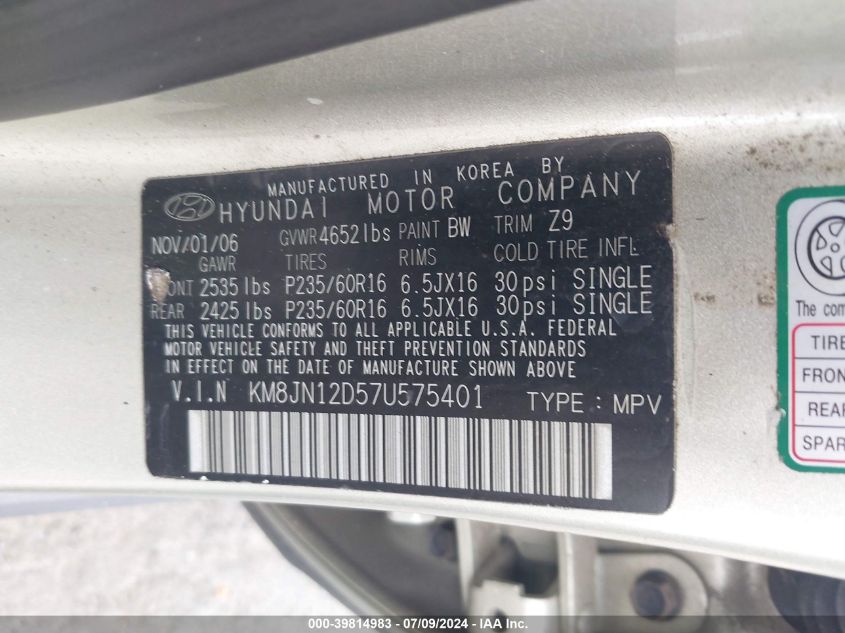 MANUFACTURED IN KOREA BY
HYUNDAI MOTOR COMPANY
NOV/01/06 GVWR 4652 lbs PAINT BW TRIM Z9
GAWR TIRES RIMS COLD TIRE INFL
FRONT 2535 lbs P235/60R16 6.5JX16 30psi SINGLE
REAR 2425 lbs P235/60R16 6.5JX16 30psi SINGLE
THIS VEHICLE CONFORMS TO ALL APPLICABLE U.S.A. FEDERAL
MOTOR VEHICLE SAFETY AND THEFT PREVENTION STANDARDS
IN EFFECT ON THE DATE OF MANUFACTURE SHOWN ABOVE
V.I.N KM8JN12D57U575401 TYPE : MPV
The com
TIRE
FRON
REAR
SPAR
000-39814983 - 07/09/2024 - IAAI.com